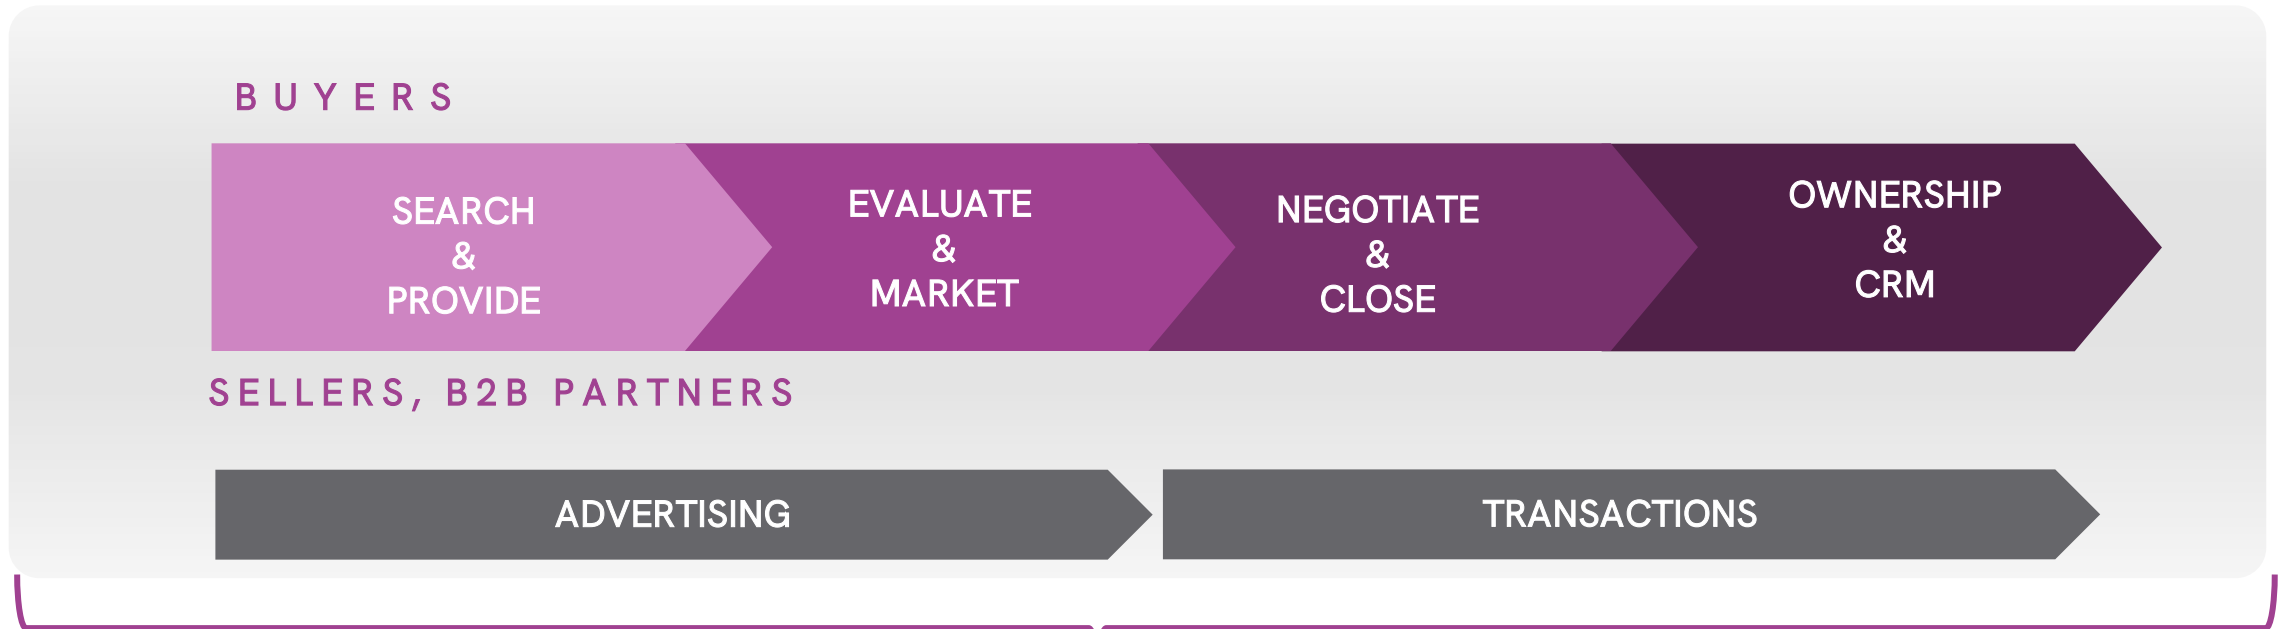 BUYERS
SEARCH
&
PROVIDE
EVALUATE
&
MARKET
NEGOTIATE
&
CLOSE
OWNERSHIP
&
CRM
SELLERS, B2B PARTNERS
ADVERTISING
TRANSACTIONS